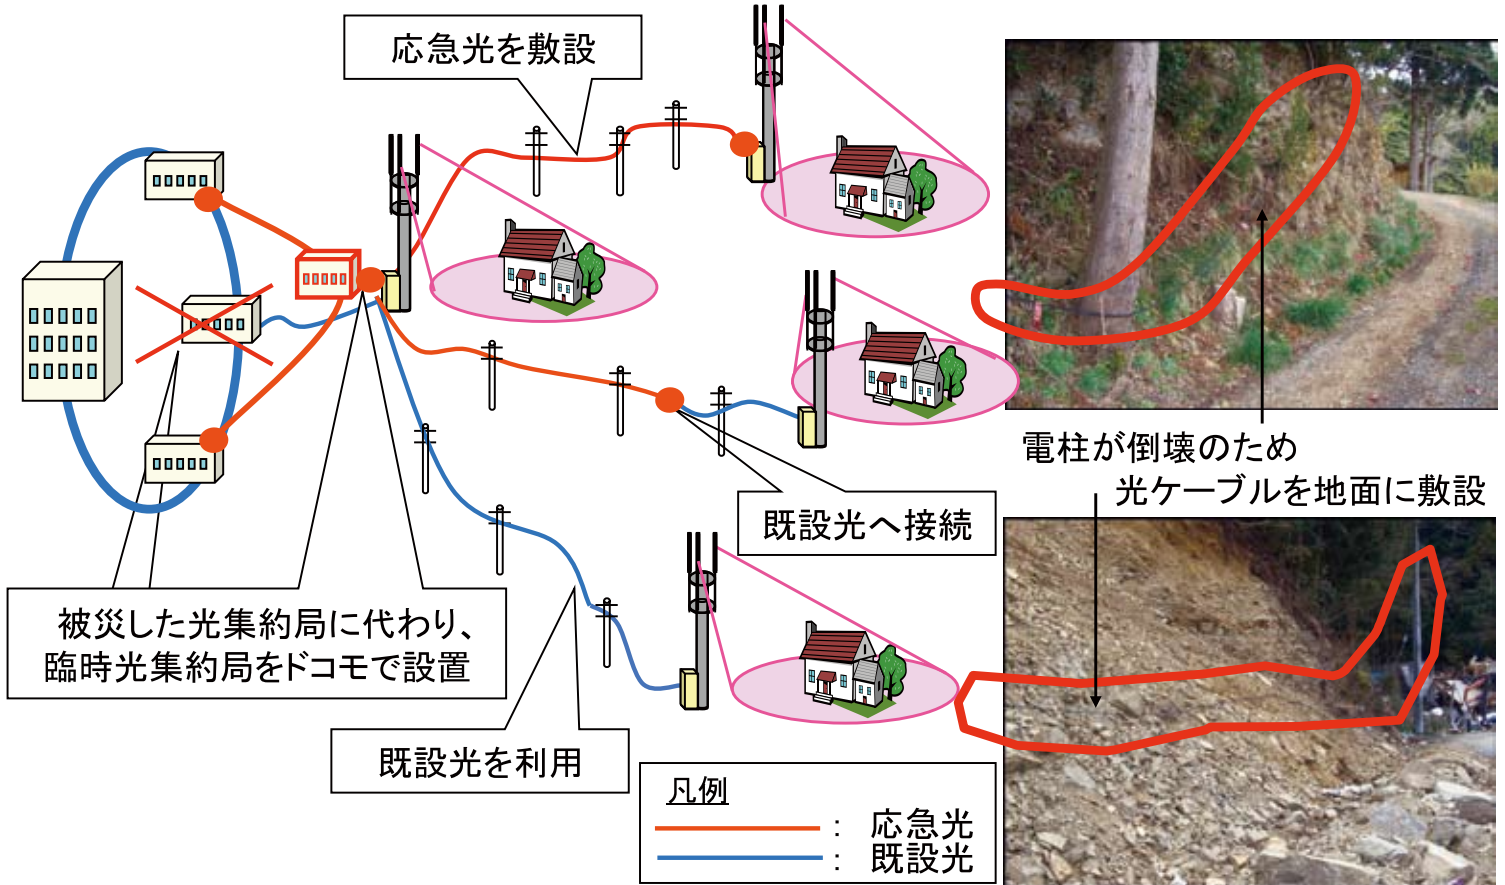 応急光を敷設
電柱が倒壊のため
光ケーブルを地面に敷設
既設光へ接続
被災した光集約局に代わり、
臨時光集約局をドコモで設置
既設光を利用
凡例
： 応急光
： 既設光